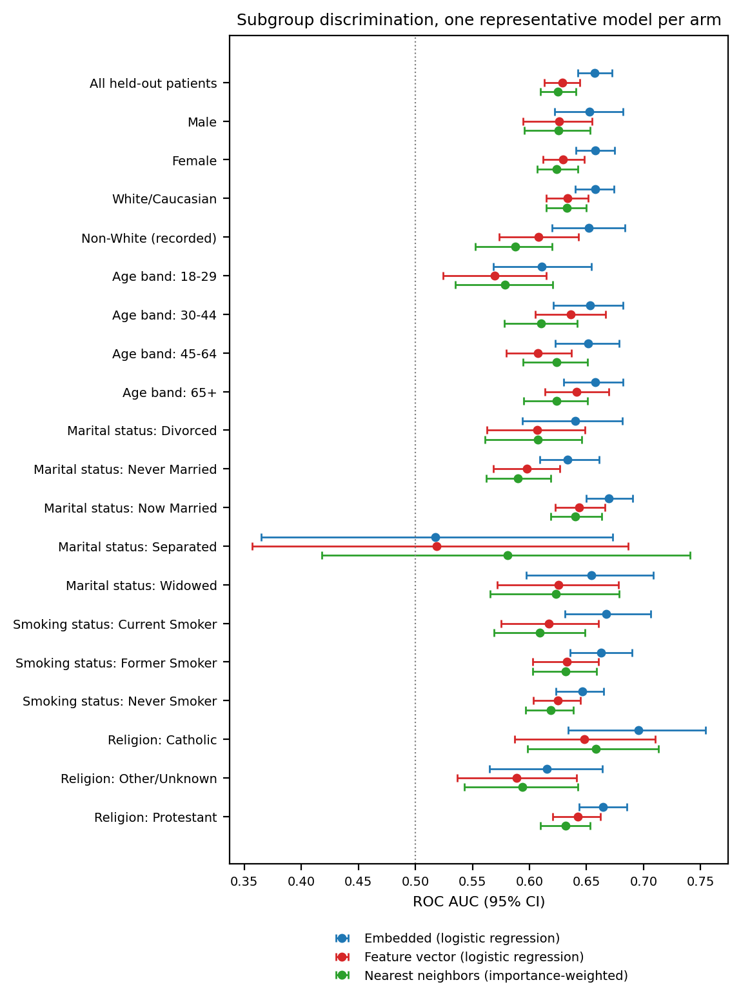 Subgroup discrimination, one representative model per arm
All held-out patients
Male
Female
White/Caucasian
Non-White (recorded)
Age band: 18-29
Age band: 30-44
Age band: 45-64
Age band: 65+
Marital status: Divorced
Marital status: Never Married
Marital status: Now Married
Marital status: Separated
Marital status: Widowed
Smoking status: Current Smoker
Smoking status: Former Smoker
Smoking status: Never Smoker
Religion: Catholic
Religion: Other/Unknown
Religion: Protestant
0.35 0.40 0.45 0.50 0.55 0.60 0.65 0.70 0.75
ROC AUC (95% CI)
Embedded (logistic regression)
Feature vector (logistic regression)
Nearest neighbors (importance-weighted)